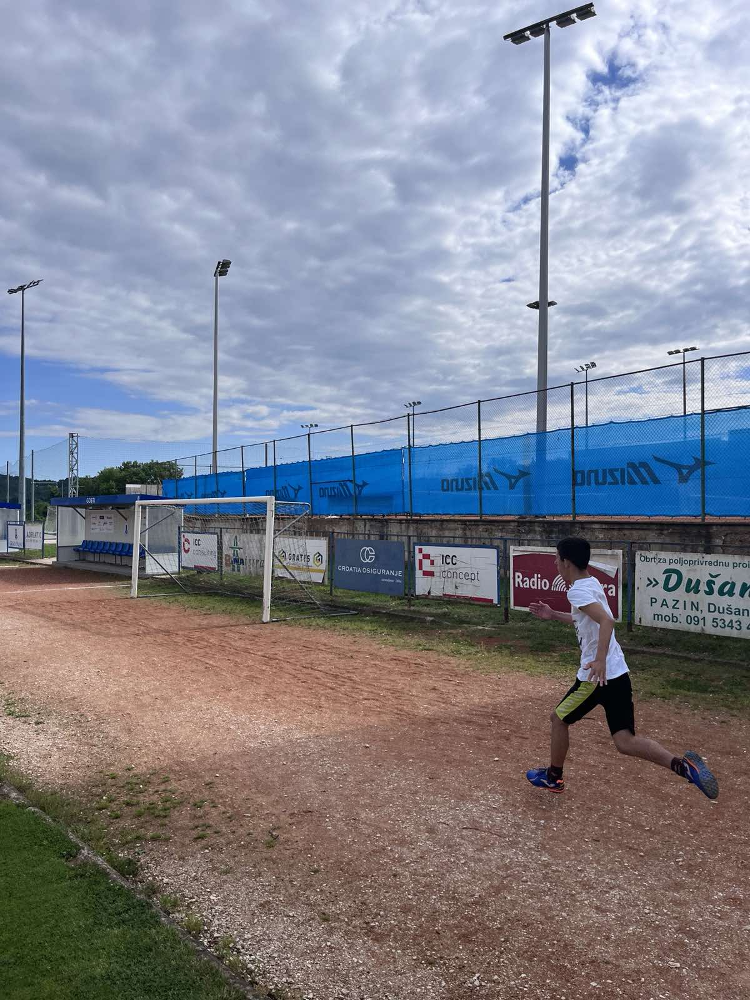 GOSTI
ADRIATIC
ICC
consulting
GRATIS
CROATIA OSIGURANJE
ICC
concept
Radio
ra
Obrt za poljoprivrednu proi
»Dušan
PAZIN, Dušan
mob. 091 5343 4
MIZUNO
MIZUNO
MIZUNO
MIZUNO